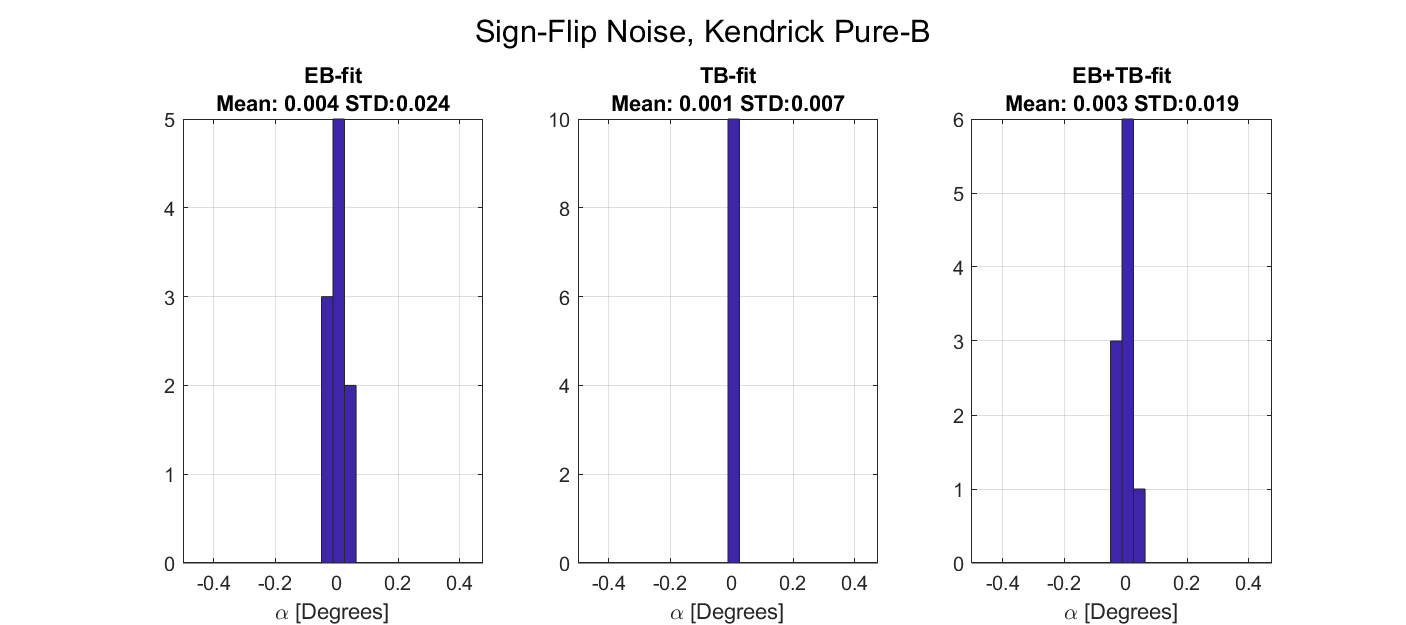 Sign-Flip Noise, Kendrick Pure-B
EB-fit
Mean: 0.004 STD:0.024
5
4
3
2
1
0
-0.4 -0.2 0 0.2 0.4
α [Degrees]
TB-fit
Mean: 0.001 STD:0.007
10
8
6
4
2
0
-0.4 -0.2 0 0.2 0.4
α [Degrees]
EB+TB-fit
Mean: 0.003 STD:0.019
6
5
4
3
2
1
0
-0.4 -0.2 0 0.2 0.4
α [Degrees]